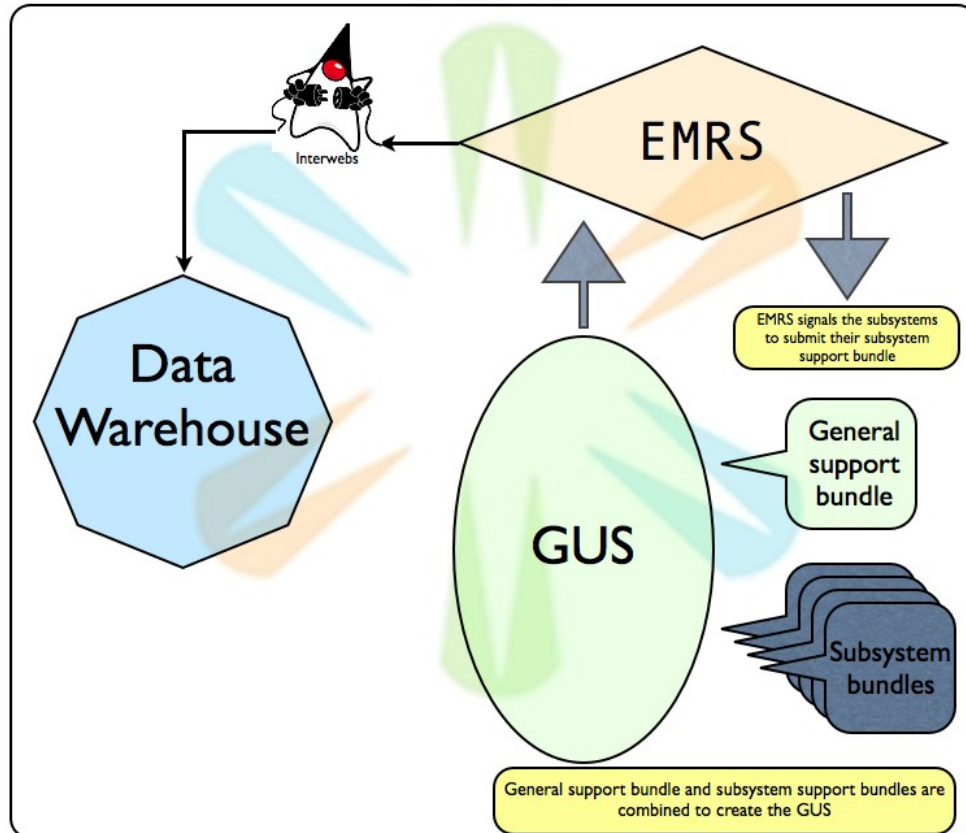 EMRS
Interwebs
EMRS signals the subsystems
to submit their subsystem
support bundle
Data
Warehouse
General
support
bundle
GUS
Subsystem
bundles
General support bundle and subsystem support bundles are
combined to create the GUS